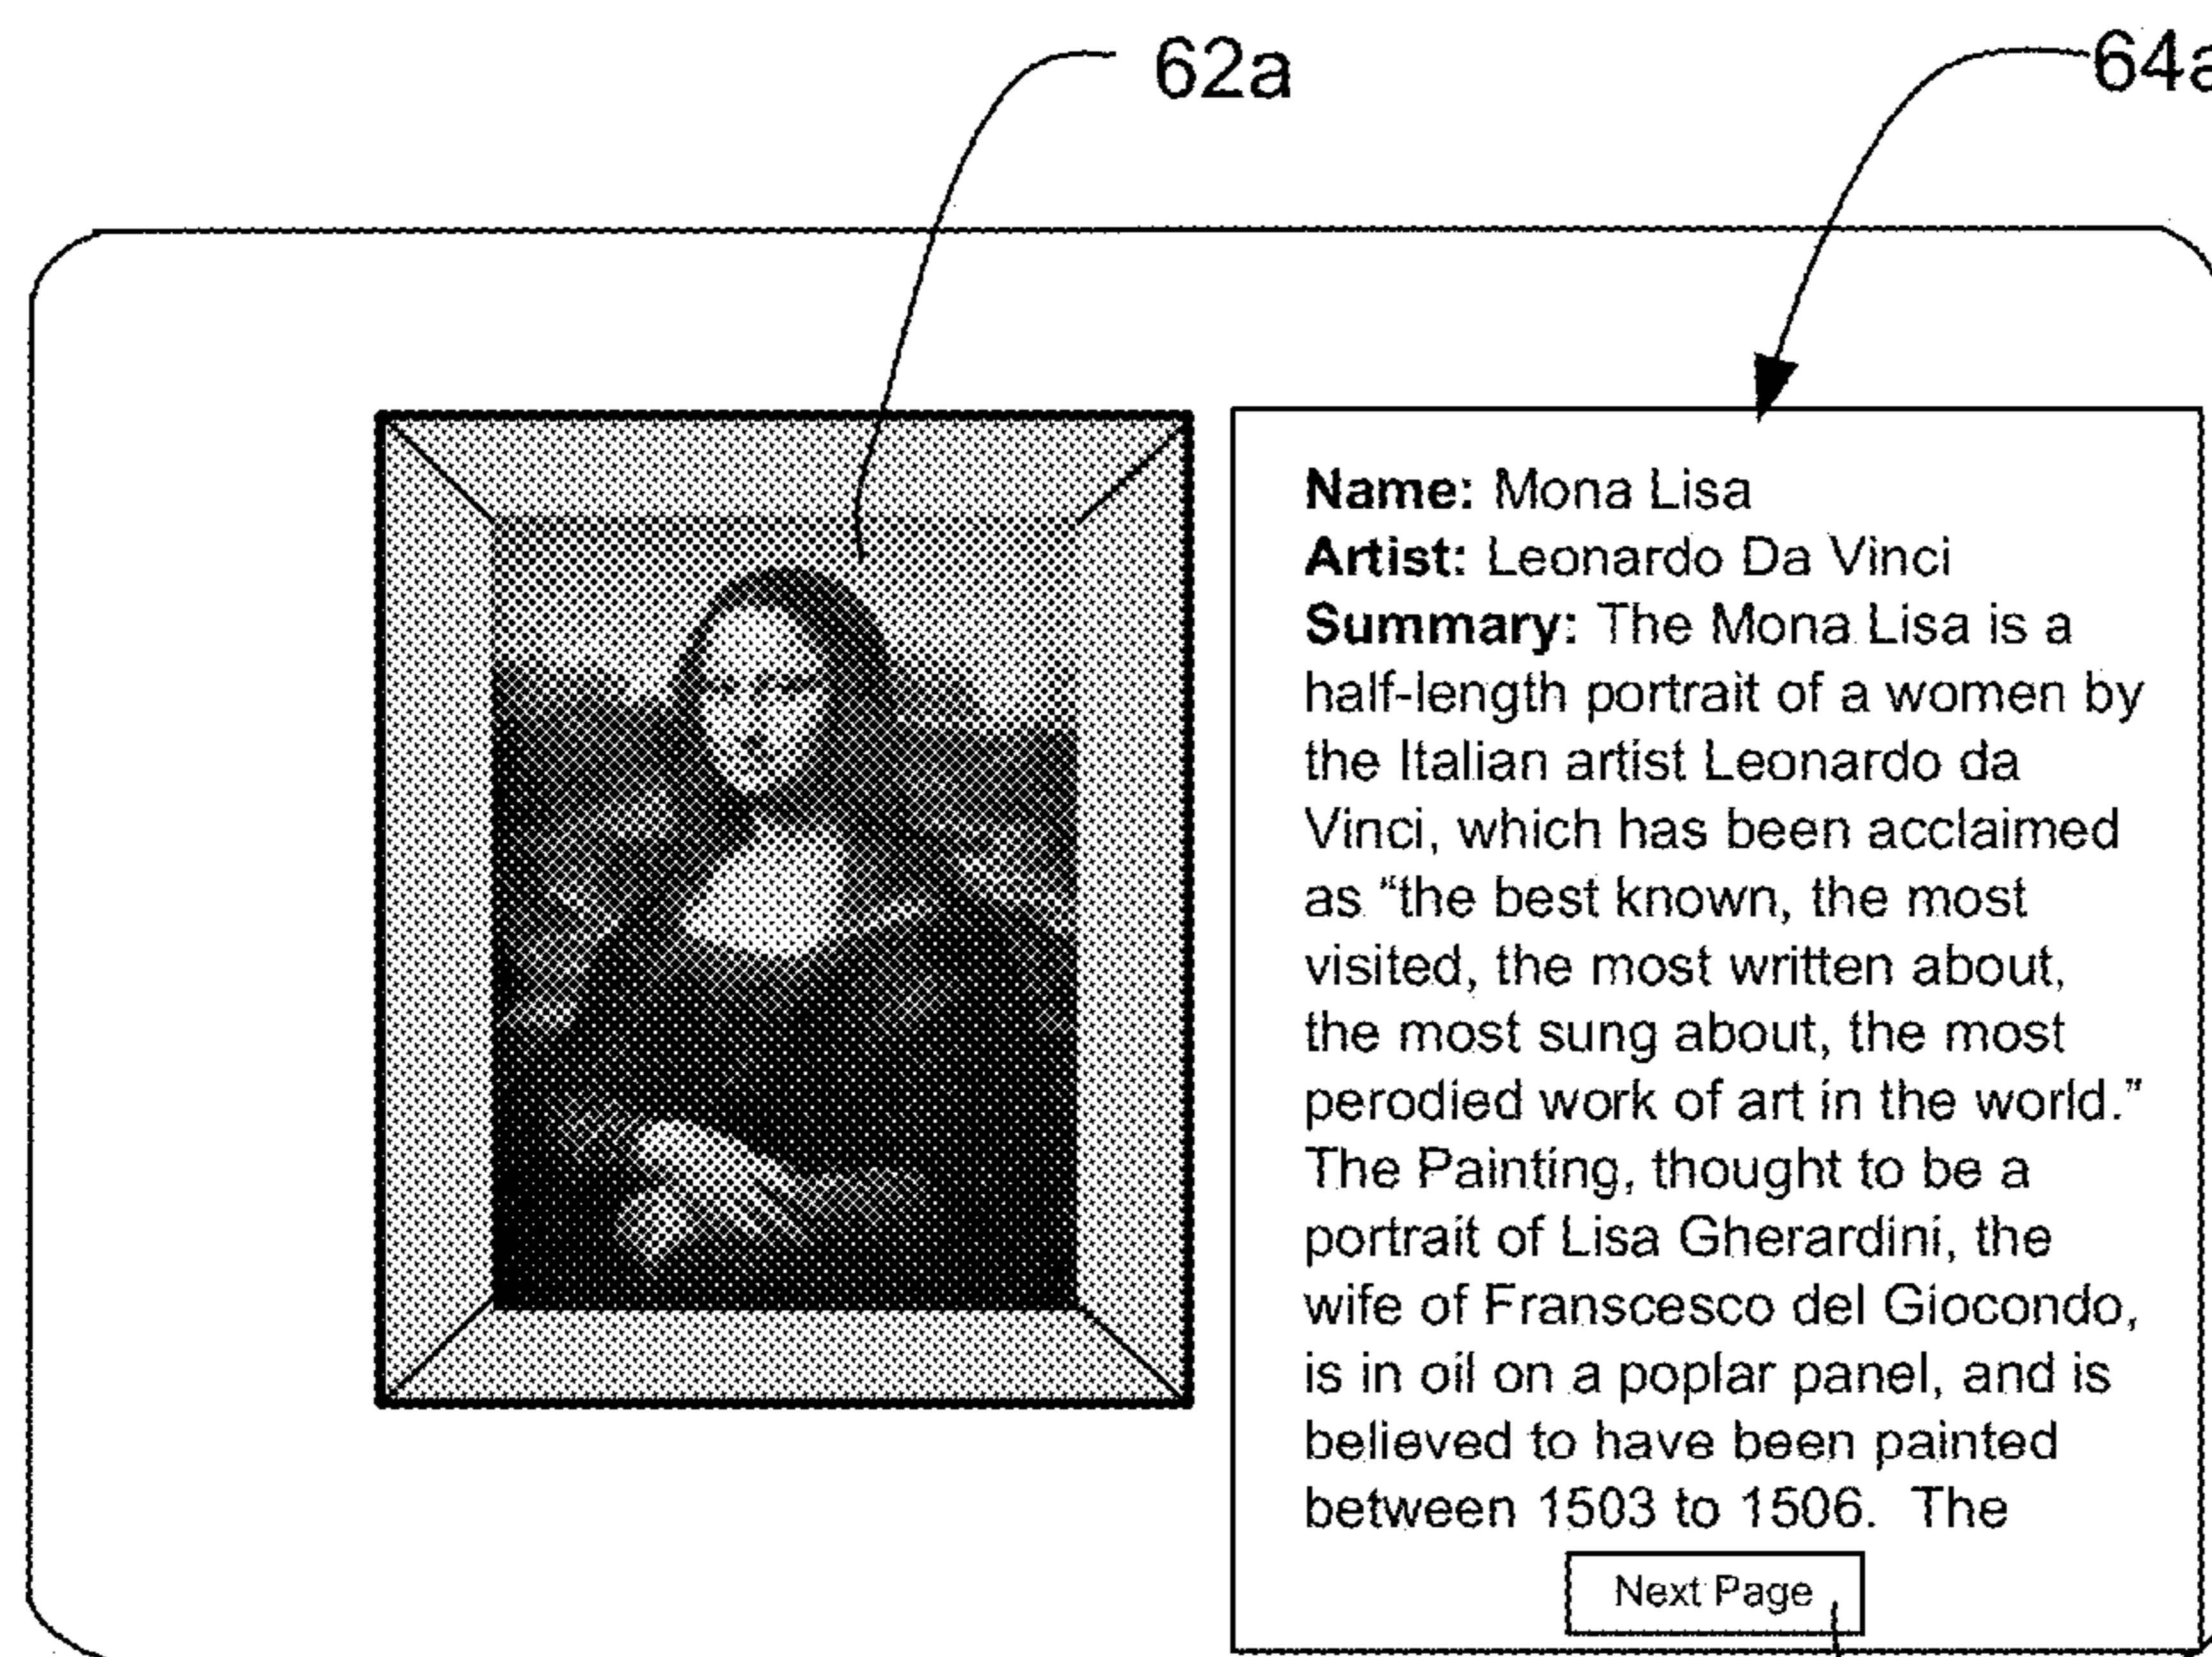 62a
64a
Name: Mona Lisa
Artist: Leonardo Da Vinci
Summary: The Mona Lisa is a
half-length portrait of a women by
the Italian artist Leonardo da
Vinci, which has been acclaimed
as “the best known, the most
visited, the most written about,
the most sung about, the most
perodied work of art in the world.”
The Painting, thought to be a
portrait of Lisa Gherardini, the
wife of Franscesco del Giocondo,
is in oil on a poplar panel, and is
believed to have been painted
between 1503 to 1506. The
Next Page